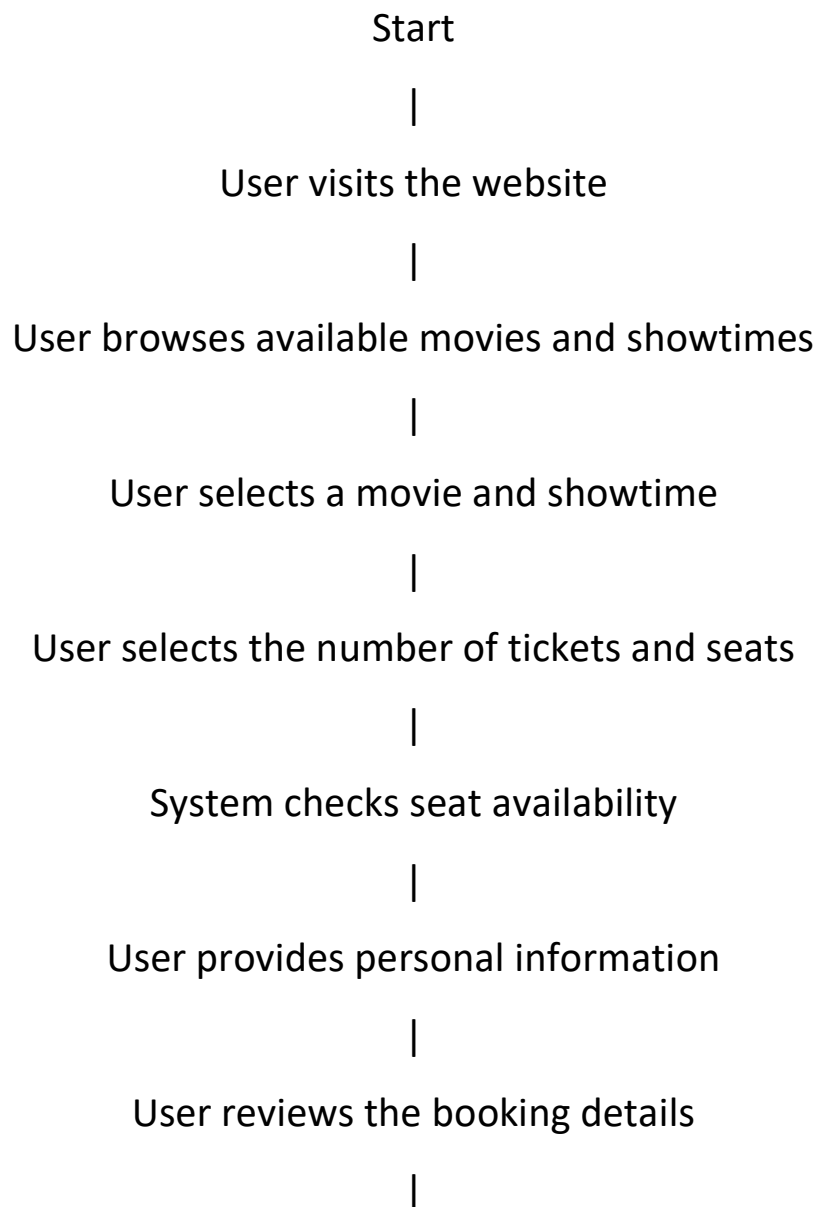 Start
|
User visits the website
|
User browses available movies and showtimes
|
User selects a movie and showtime
|
User selects the number of tickets and seats
|
System checks seat availability
|
User provides personal information
|
User reviews the booking details
|